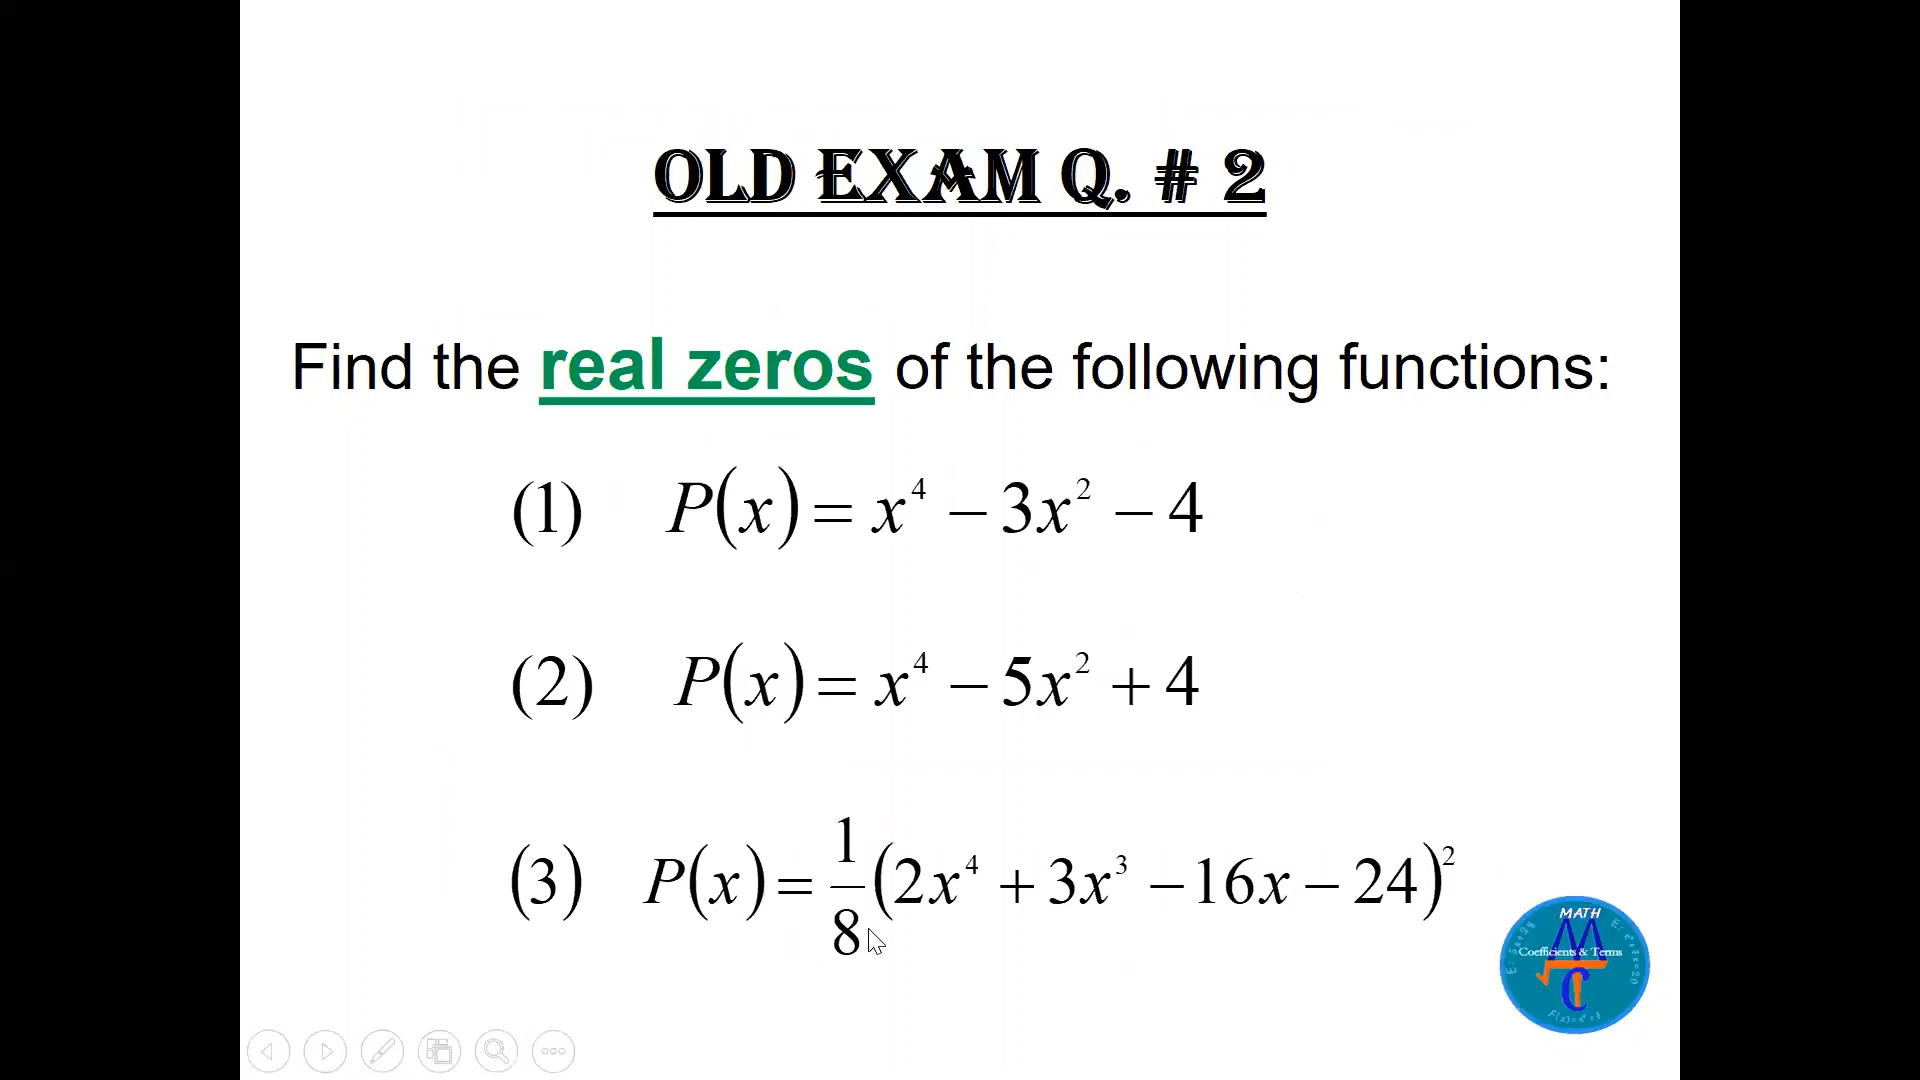 OLD EXAM Q. # 2
Find the real zeros of the following functions:
(1) P(x) = x⁴ − 3x² − 4
(2) P(x) = x⁴ − 5x² + 4
(3) P(x) = 1/8 (2x⁴ + 3x³ − 16x − 24)²
MATH
Coefficients & Terms